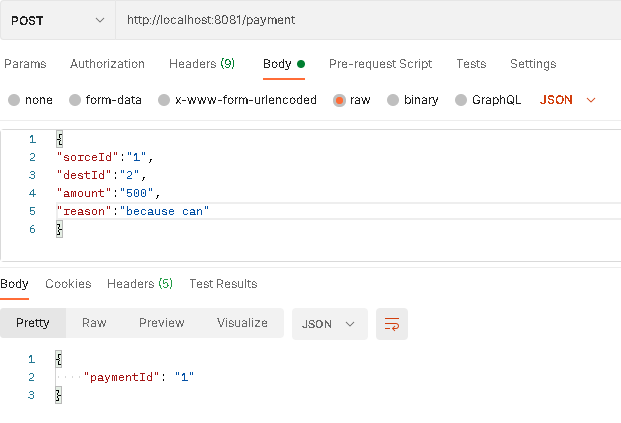 POST http://localhost:8081/payment
Params Authorization Headers (9) Body Pre-request Script Tests Settings
none form-data x-www-form-urlencoded raw binary GraphQL JSON
1 {
2 "sorceId":"1",
3 "destId":"2",
4 "amount":"500",
5 "reason":"because can"
6 }
Body Cookies Headers (5) Test Results
Pretty Raw Preview Visualize JSON
1 {
2 "paymentId": "1"
3 }